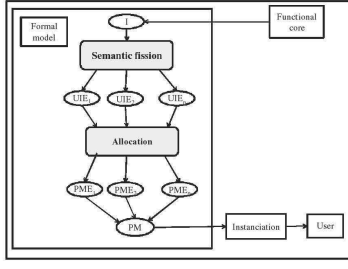 Formal
model
I
Functional
core
Semantic fission
UIE₁
UIE₂
UIEₙ
Allocation
PME₁
PME₂
PMEₙ
PM
Instanciation
User